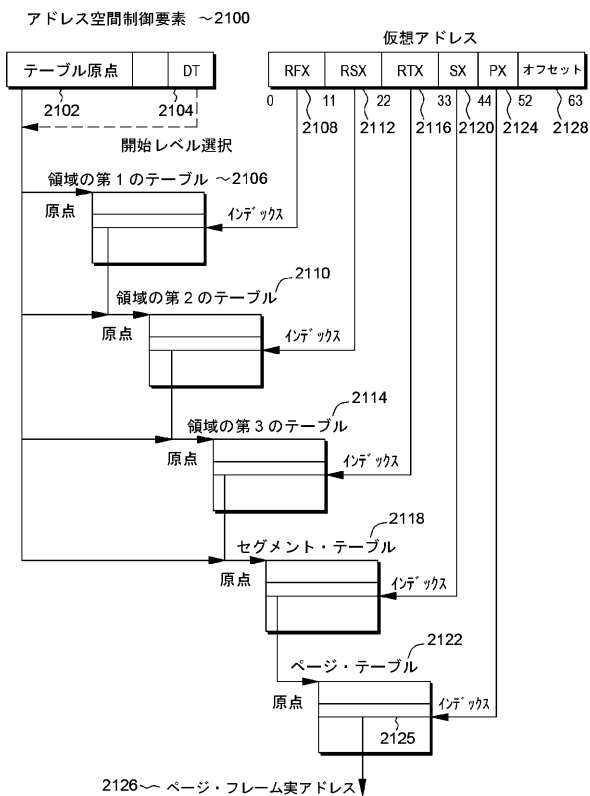 アドレス空間制御要素 ～2100
仮想アドレス
テーブル原点 DT
RFX RSX RTX SX PX オフセット
2102 2104
0 11 22 33 44 52 63
2108 2112 2116 2120 2124 2128
開始レベル選択
領域の第1のテーブル ～2106
原点
インデックス
2110
領域の第2のテーブル
原点
インデックス
2114
領域の第3のテーブル
原点
インデックス
2118
セグメント・テーブル
原点
インデックス
2122
ページ・テーブル
原点
インデックス
2125
2126～ ページ・フレーム実アドレス